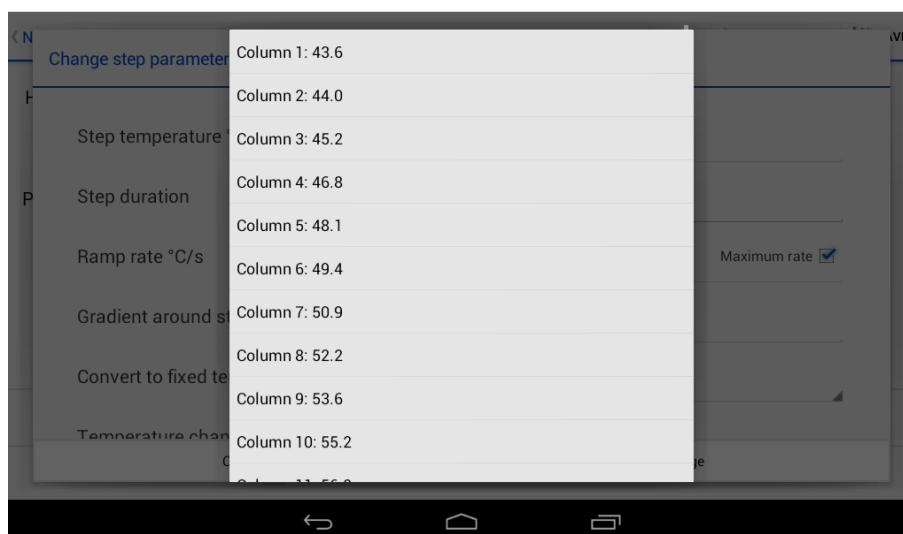 Change step parameter
Column 1: 43.6
Column 2: 44.0
Step temperature
Column 3: 45.2
Column 4: 46.8
Step duration
Column 5: 48.1
Ramp rate °C/s
Maximum rate
Column 6: 49.4
Gradient around
Column 7: 50.9
Column 8: 52.2
Convert to fixed
Column 9: 53.6
Column 10: 55.2